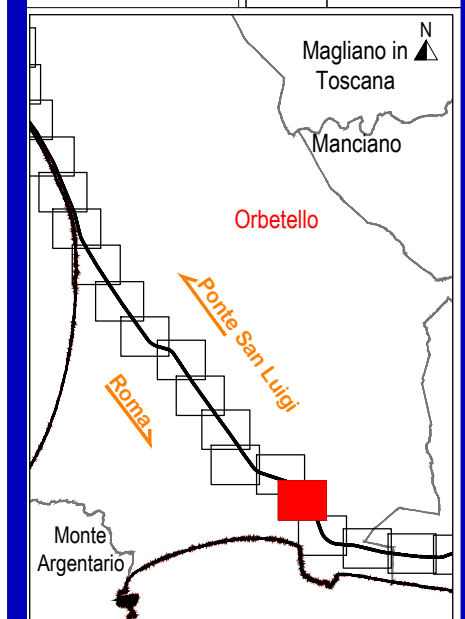 N
Magliano in
Toscana
Manciano
Orbetello
Ponte San Luigi
Roma
Monte
Argentario